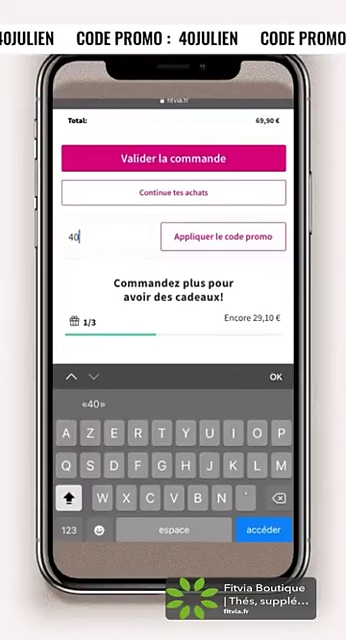 40JULIEN CODE PROMO : 40JULIEN CODE PROMO
fitvia.fr
Total: 69,90 €
Valider la commande
Continue tes achats
40 Appliquer le code promo
Commandez plus pour
avoir des cadeaux!
1/3 Encore 29,10 €
OK
«40»
A Z E R T Y U I O P
Q S D F G H J K L M
W X C V B N ´
123 espace accéder
Fitvia Boutique
| Thés, supplé...
fitvia.fr